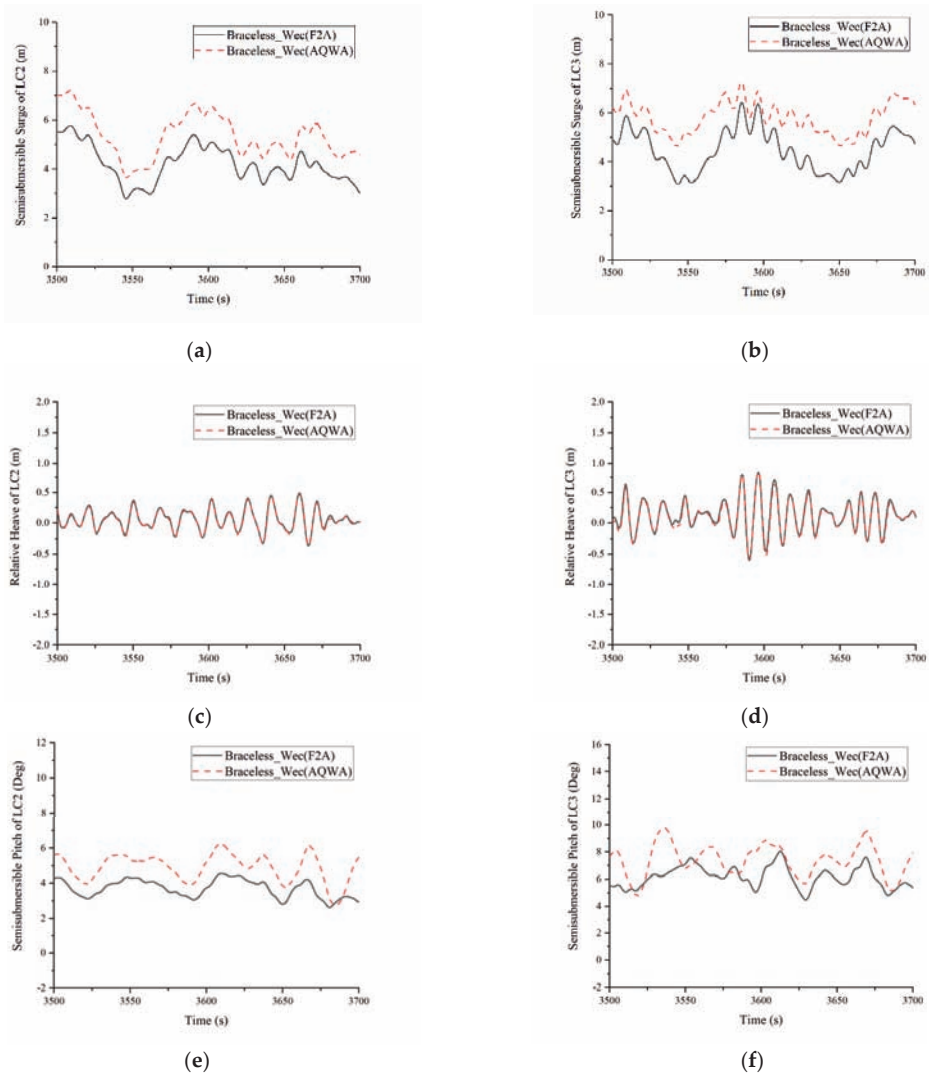 Braceless_Wec(F2A)
Braceless_Wec(AQWA)
Semisubmersible Surge of LC2 (m)
10
8
6
4
2
0
3500 3550 3600 3650 3700
Time (s)
(a)
Braceless_Wec(F2A)
Braceless_Wec(AQWA)
Semisubmersible Surge of LC3 (m)
10
8
6
4
2
0
3500 3550 3600 3650 3700
Time (s)
(b)
Braceless_Wec(F2A)
Braceless_Wec(AQWA)
Relative Heave of LC2 (m)
2.0
1.5
1.0
0.5
0.0
-0.5
-1.0
-1.5
-2.0
3500 3550 3600 3650 3700
Time (s)
(c)
Braceless_Wec(F2A)
Braceless_Wec(AQWA)
Relative Heave of LC3 (m)
2.0
1.5
1.0
0.5
0.0
-0.5
-1.0
-1.5
-2.0
3500 3550 3600 3650 3700
Time (s)
(d)
Braceless_Wec(F2A)
Braceless_Wec(AQWA)
Semisubmersible Pitch of LC2 (Deg)
12
10
8
6
4
2
0
-2
3500 3550 3600 3650 3700
Time (s)
(e)
Braceless_Wec(F2A)
Braceless_Wec(AQWA)
Semisubmersible Pitch of LC3 (Deg)
16
14
12
10
8
6
4
2
0
-2
3500 3550 3600 3650 3700
Time (s)
(f)